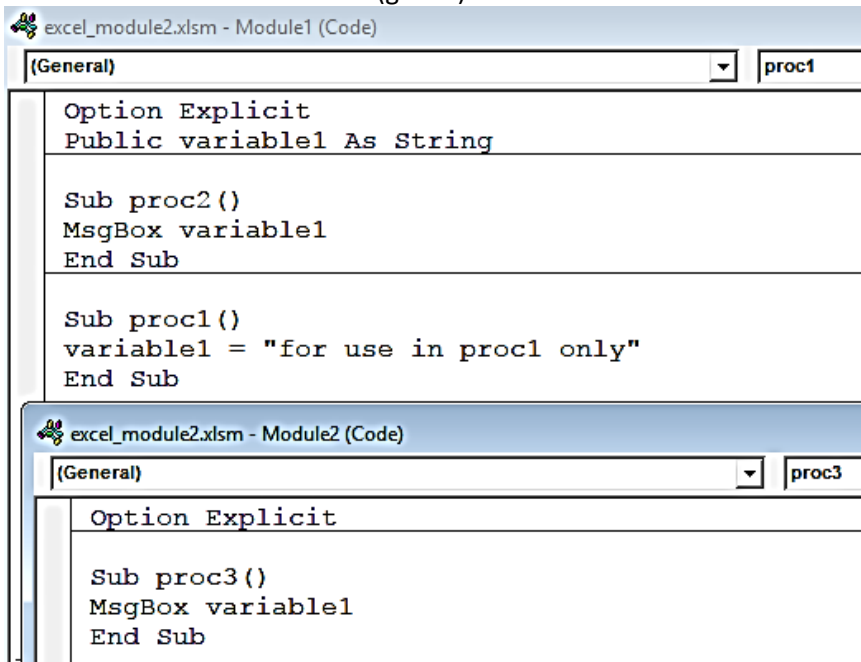 excel_module2.xlsm - Module1 (Code)
(General) proc1
Option Explicit
Public variable1 As String
Sub proc2()
MsgBox variable1
End Sub
Sub proc1()
variable1 = "for use in proc1 only"
End Sub
excel_module2.xlsm - Module2 (Code)
(General) proc3
Option Explicit
Sub proc3()
MsgBox variable1
End Sub